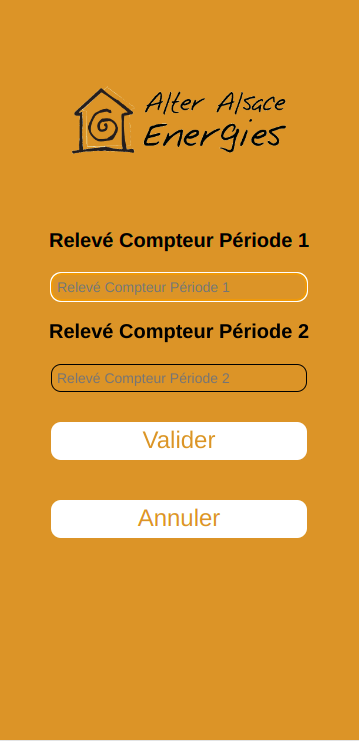 Alter Alsace
Energies
Relevé Compteur Période 1
Relevé Compteur Période 1
Relevé Compteur Période 2
Relevé Compteur Période 2
Valider
Annuler